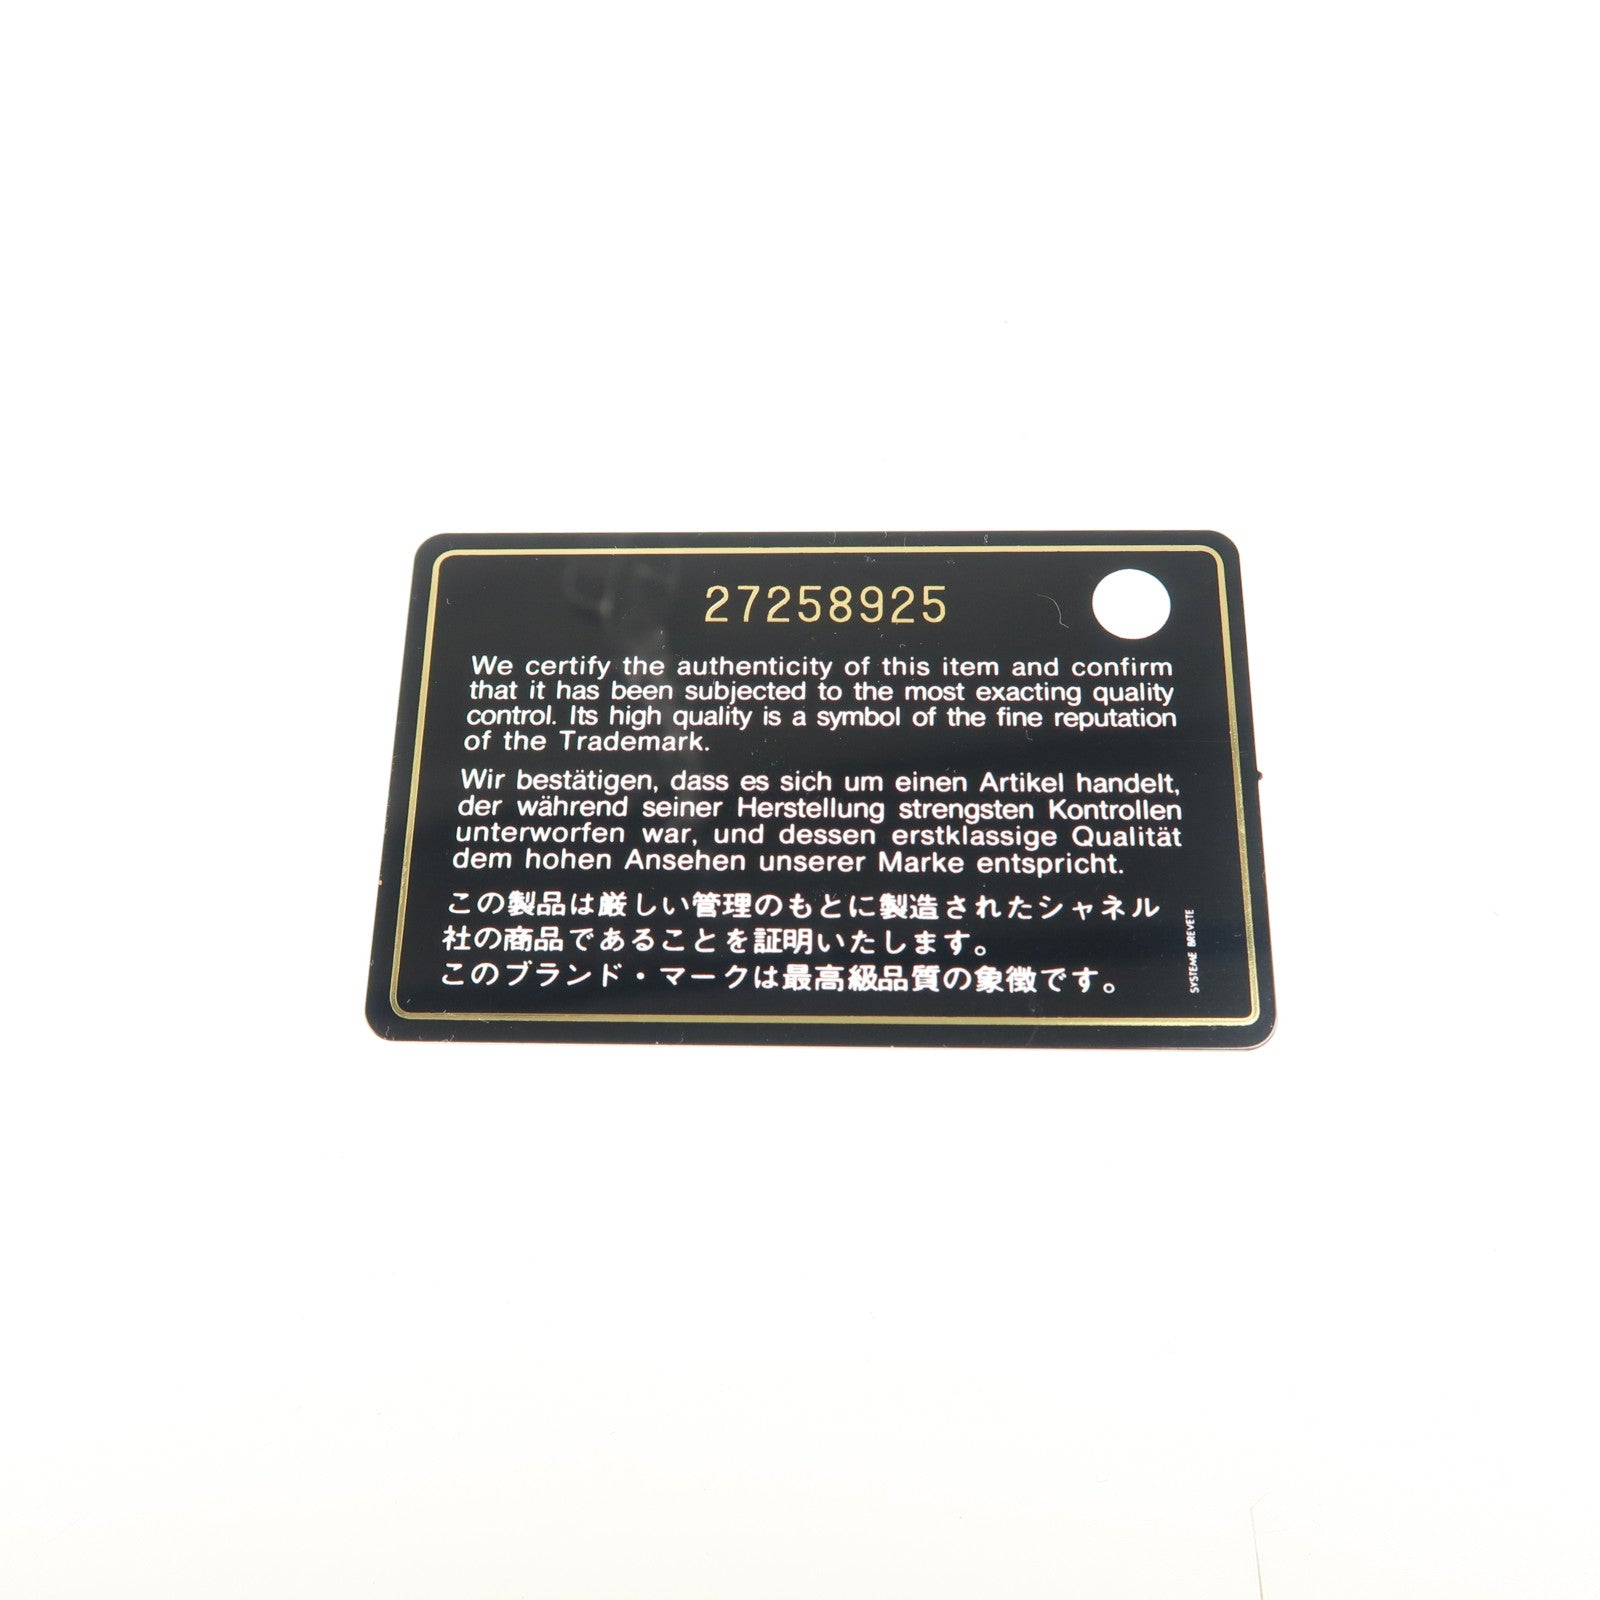 27258925
We certify the authenticity of this item and confirm
that it has been subjected to the most exacting quality
control. Its high quality is a symbol of the fine reputation
of the Trademark.
Wir bestätigen, dass es sich um einen Artikel handelt,
der während seiner Herstellung strengsten Kontrollen
unterworfen war, und dessen erstklassige Qualität
dem hohen Ansehen unserer Marke entspricht.
この製品は厳しい管理のもとに製造されたシャネル
社の商品であることを証明いたします。
このブランド・マークは最高級品質の象徴です。
SYSTEME BREVETE